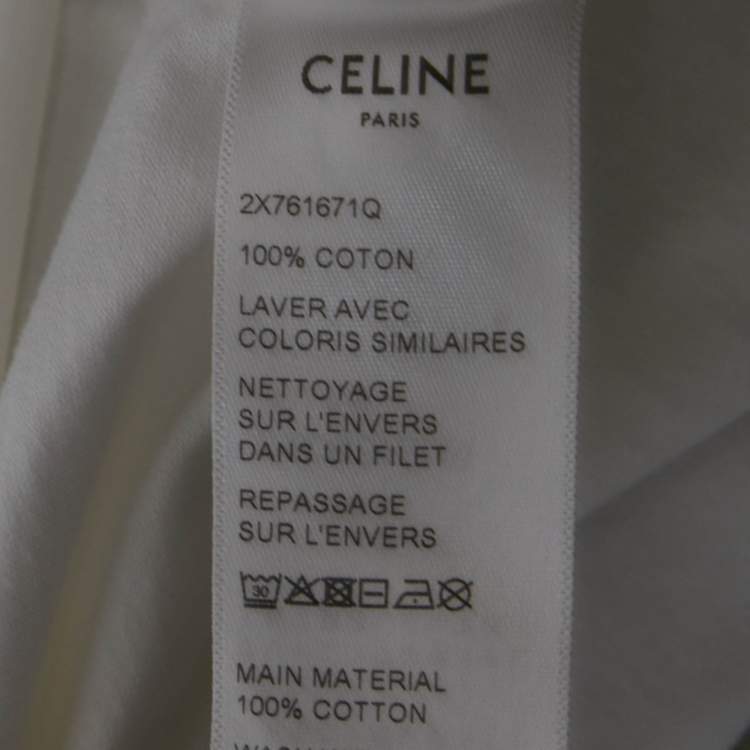 CELINE
PARIS
2X761671Q
100% COTON
LAVER AVEC
COLORIS SIMILAIRES
NETTOYAGE
SUR L'ENVERS
DANS UN FILET
REPASSAGE
SUR L'ENVERS
30
MAIN MATERIAL
100% COTTON